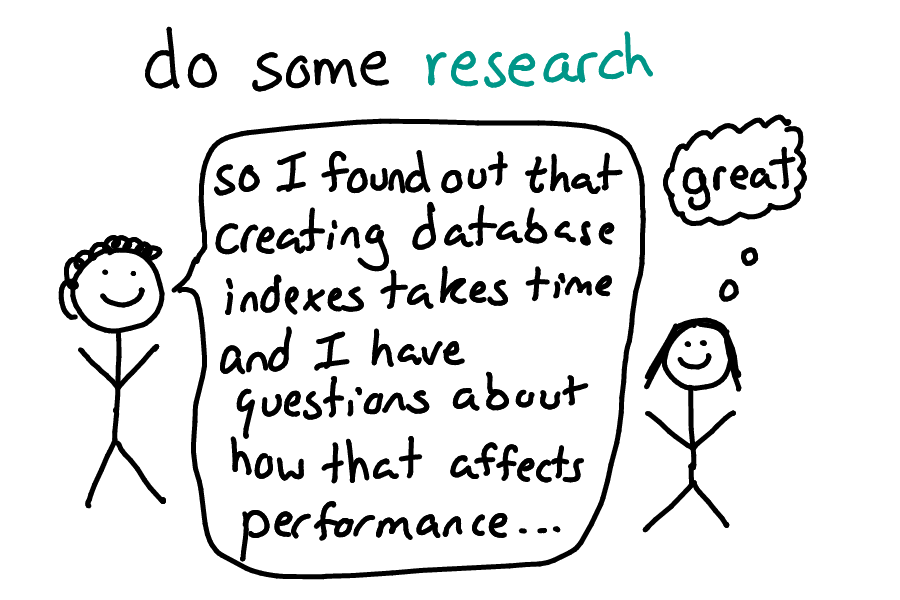 do some research
so I found out that
creating database
indexes takes time
and I have
questions about
how that affects
performance...
great